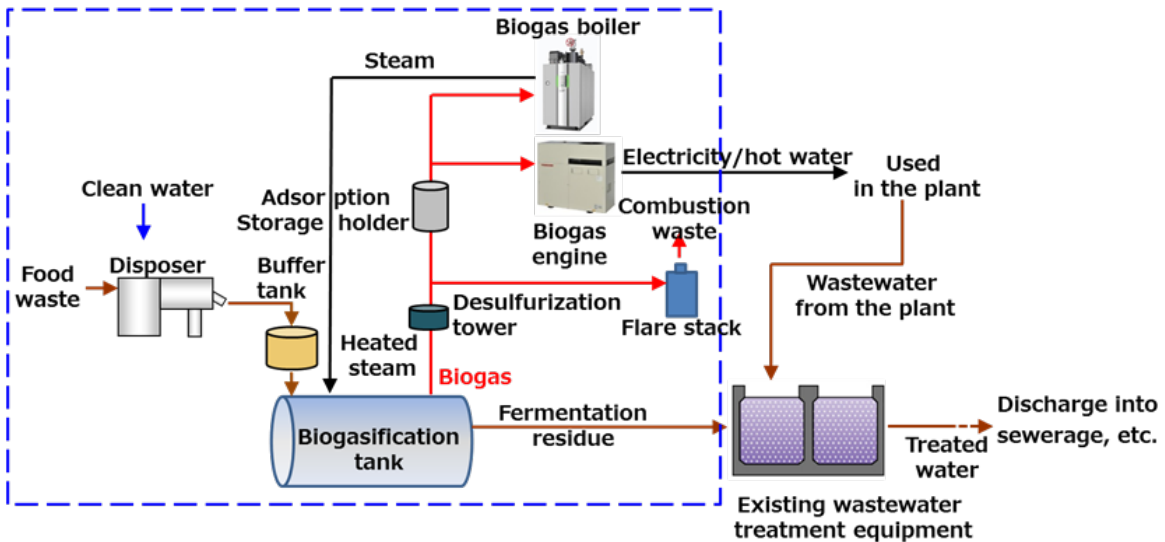 Biogas boiler
Steam
Electricity/hot water
Used
in the plant
Clean water
Adsorption
Storage holder
Combustion
waste
Biogas
engine
Disposer
Buffer
tank
Food
waste
Desulfurization
tower
Flare stack
Wastewater
from the plant
Heated
steam
Biogas
Fermentation
residue
Biogasification
tank
Discharge into
sewerage, etc.
Treated
water
Existing wastewater
treatment equipment